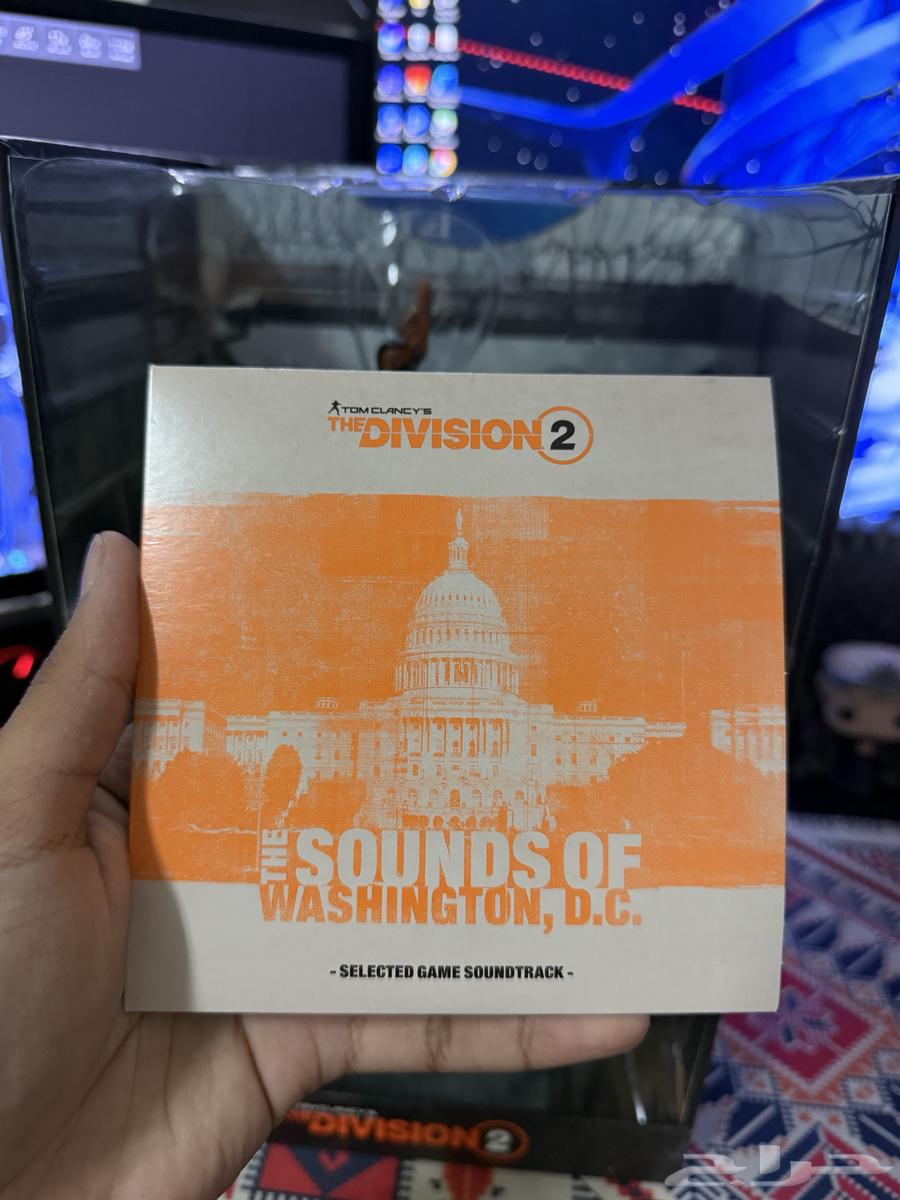 TOM CLANCY'S
THE DIVISION 2
THE SOUNDS OF
WASHINGTON, D.C.
- SELECTED GAME SOUNDTRACK -
DIVISION 2
حراج